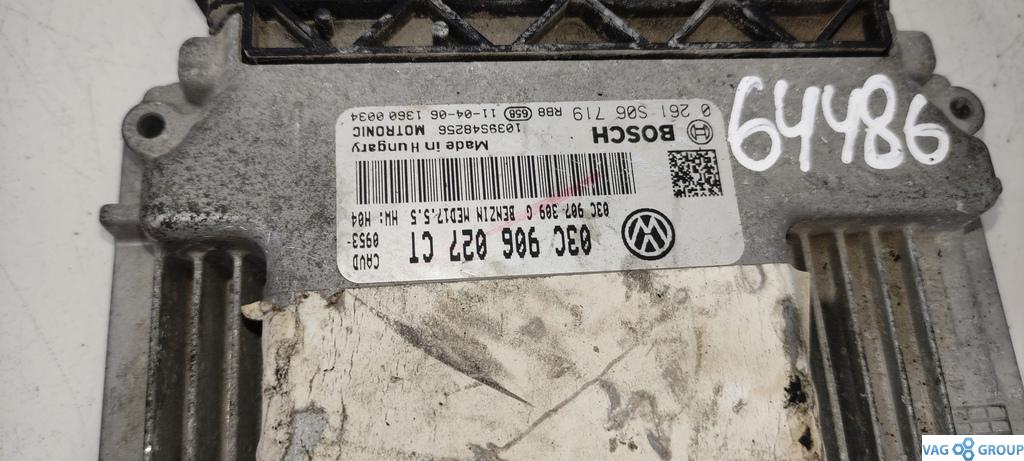 64486
03C 906 027 CT
CAVD 0953-
03C 907 309 G BENZIN MED17.5.5 HW: H04
Made in Hungary
BOSCH
1039S48256 MOTRONIC
0 261 S06 719 RB8 658 11-04-06 1360 0034
VAG GROUP